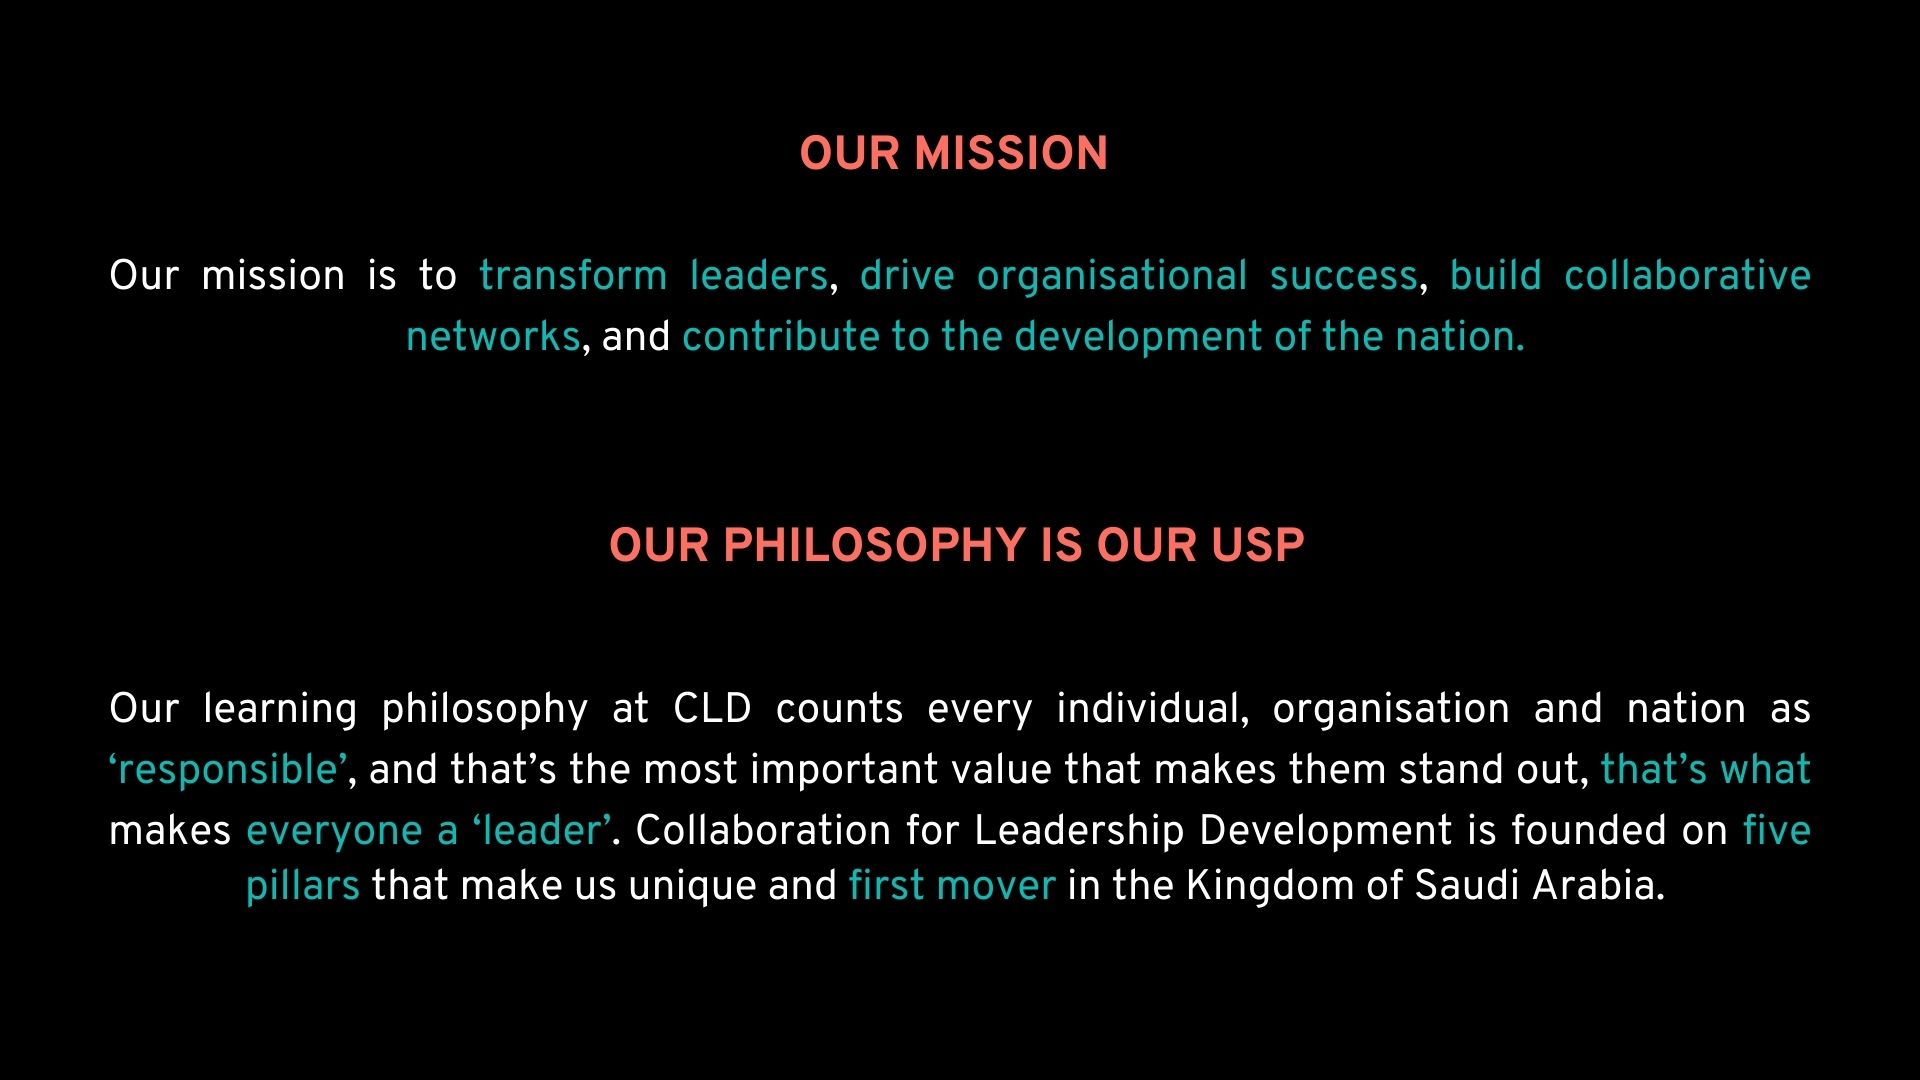 OUR MISSION
Our mission is to transform leaders, drive organisational success, build collaborative
networks, and contribute to the development of the nation.
OUR PHILOSOPHY IS OUR USP
Our learning philosophy at CLD counts every individual, organisation and nation as
‘responsible’, and that’s the most important value that makes them stand out, that’s what
makes everyone a ‘leader’. Collaboration for Leadership Development is founded on five
pillars that make us unique and first mover in the Kingdom of Saudi Arabia.